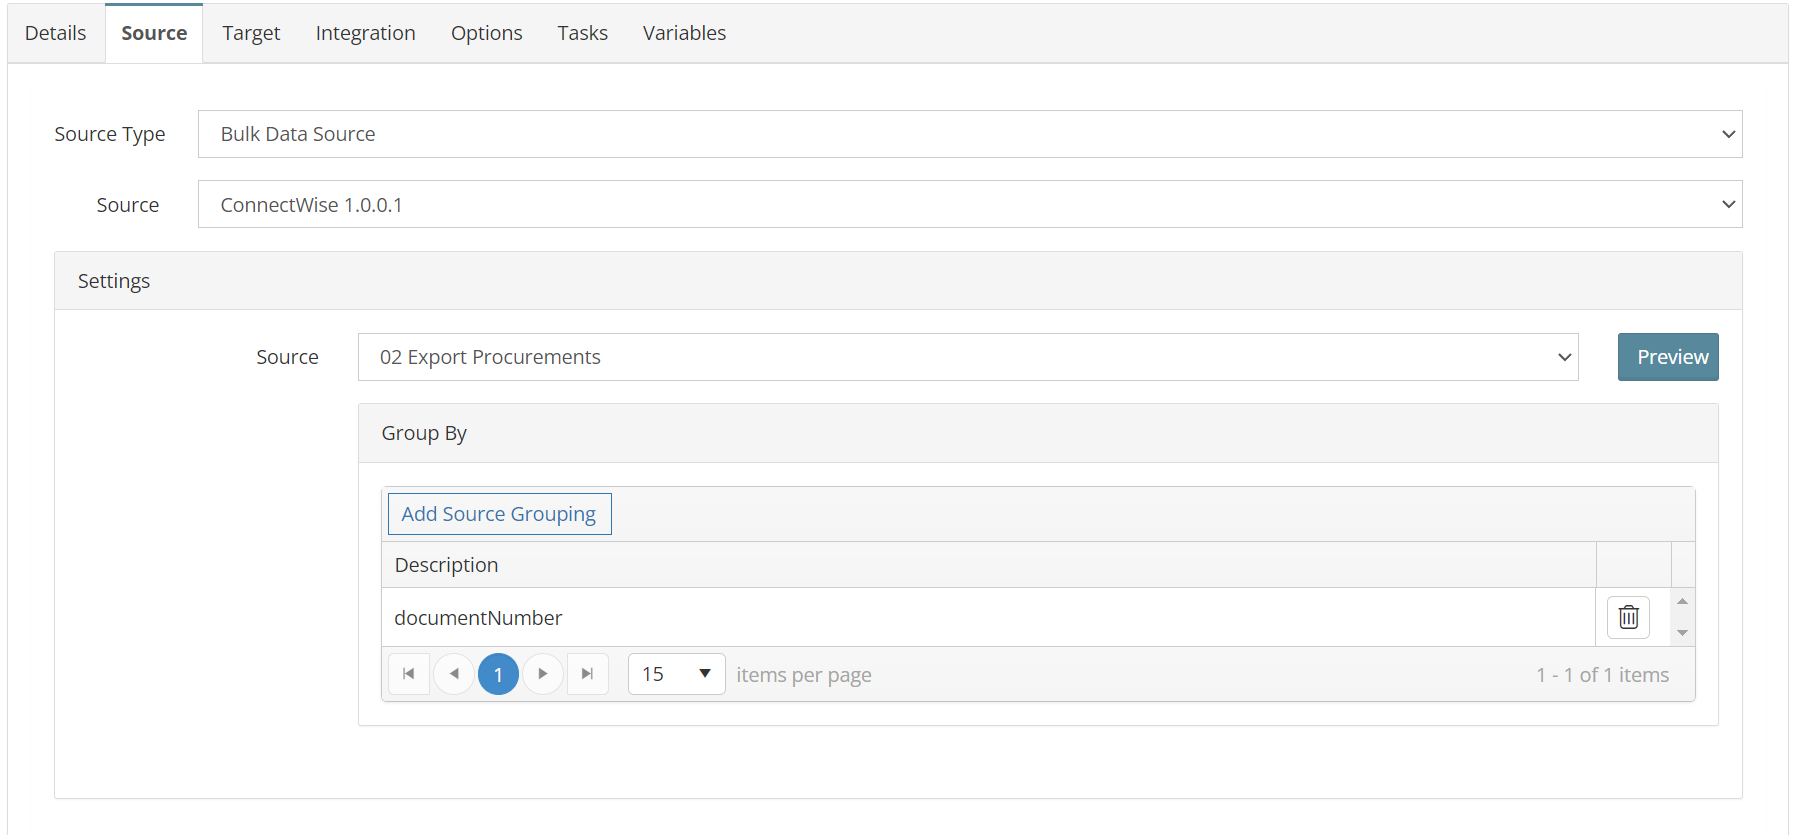 Details Source Target Integration Options Tasks Variables
Source Type Bulk Data Source
Source ConnectWise 1.0.0.1
Settings
Source 02 Export Procurements Preview
Group By
Add Source Grouping
Description
documentNumber
1 15 items per page 1 - 1 of 1 items